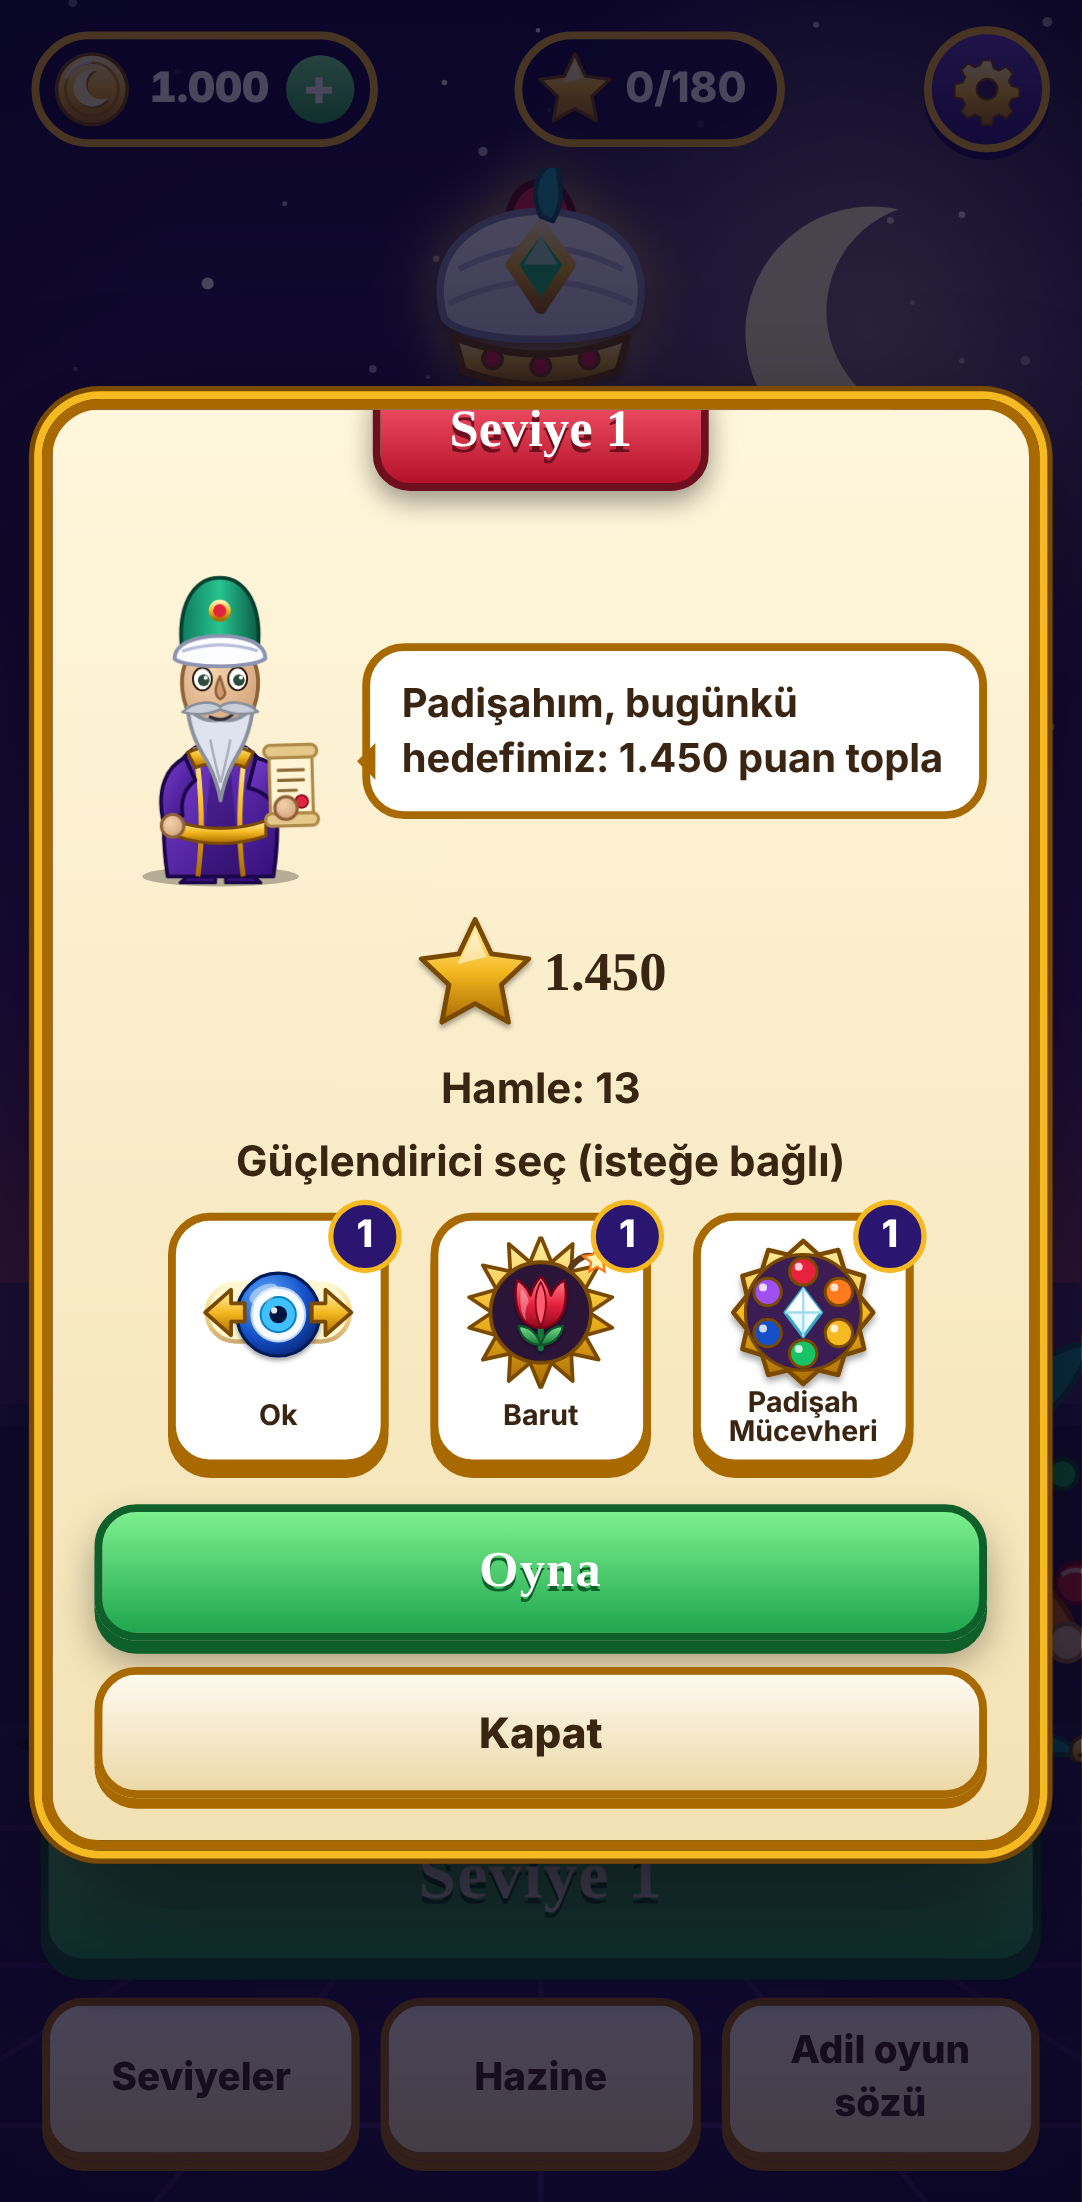 1.000 +
0/180
Seviye 1
Padişahım, bugünkü
hedefimiz: 1.450 puan topla
1.450
Hamle: 13
Güçlendirici seç (isteğe bağlı)
1
1
1
Ok
Barut
Padişah
Mücevheri
Oyna
Kapat
Seviye 1
Seviyeler
Hazine
Adil oyun
sözü